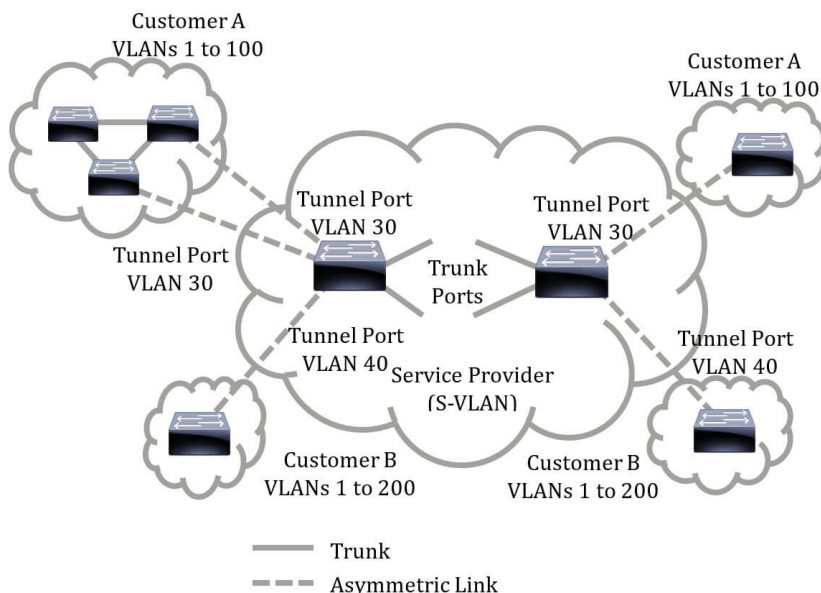 Customer A
VLANs 1 to 100
Customer A
VLANs 1 to 100
Tunnel Port
VLAN 30
Tunnel Port
VLAN 30
Tunnel Port
VLAN 30
Trunk
Ports
Tunnel Port
VLAN 40
Tunnel Port
VLAN 40
Service Provider
(S-VLAN)
Customer B
VLANs 1 to 200
Customer B
VLANs 1 to 200
Trunk
Asymmetric Link